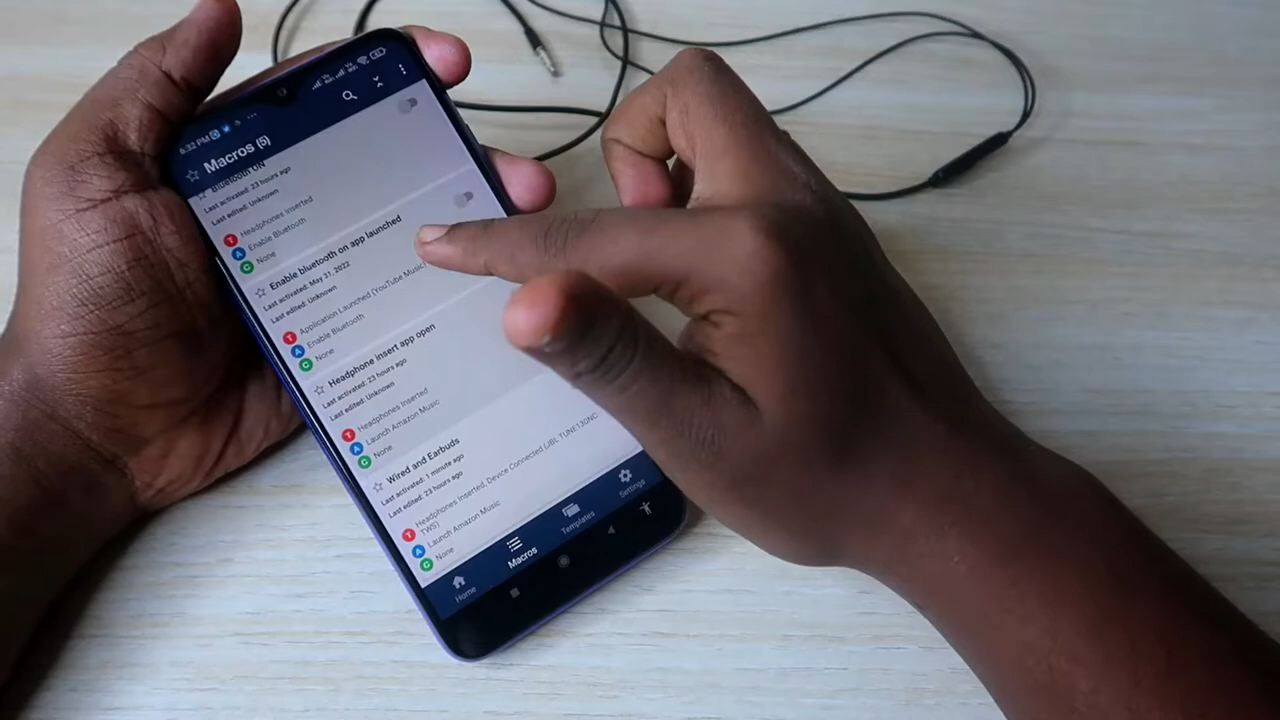 6:32 PM
Macros (5)
Bluetooth ON
Last activated: 23 hours ago
Last edited: Unknown
T Headphones Inserted
A Enable Bluetooth
C None
Enable bluetooth on app launched
Last activated: May 31, 2022
Last edited: Unknown
T Application Launched (YouTube Music)
A Enable Bluetooth
C None
Headphone insert app open
Last activated: 23 hours ago
Last edited: Unknown
T Headphones Inserted
A Launch Amazon Music
C None
Wired and Earbuds
Last activated: 1 minute ago
Last edited: 23 hours ago
T Headphones Inserted, Device Connected (JBL TUNE130NC
TWS)
A Launch Amazon Music
C None
Home Macros Templates Settings